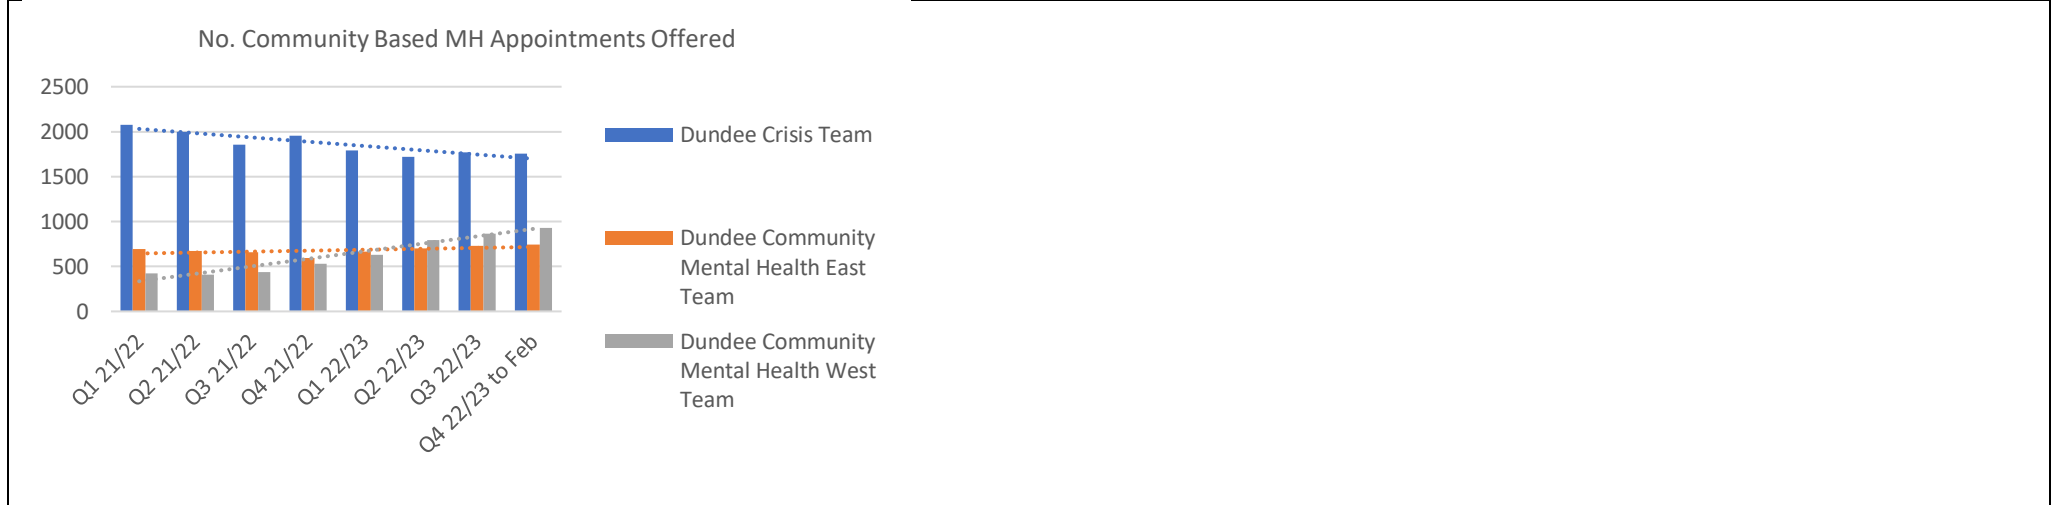 No. Community Based MH Appointments Offered
2500
2000
1500
1000
500
0
Q1 21/22
Q2 21/22
Q3 21/22
Q4 21/22
Q1 22/23
Q2 22/23
Q3 22/23
Q4 22/23 to Feb
Dundee Crisis Team
Dundee Community
Mental Health East
Team
Dundee Community
Mental Health West
Team